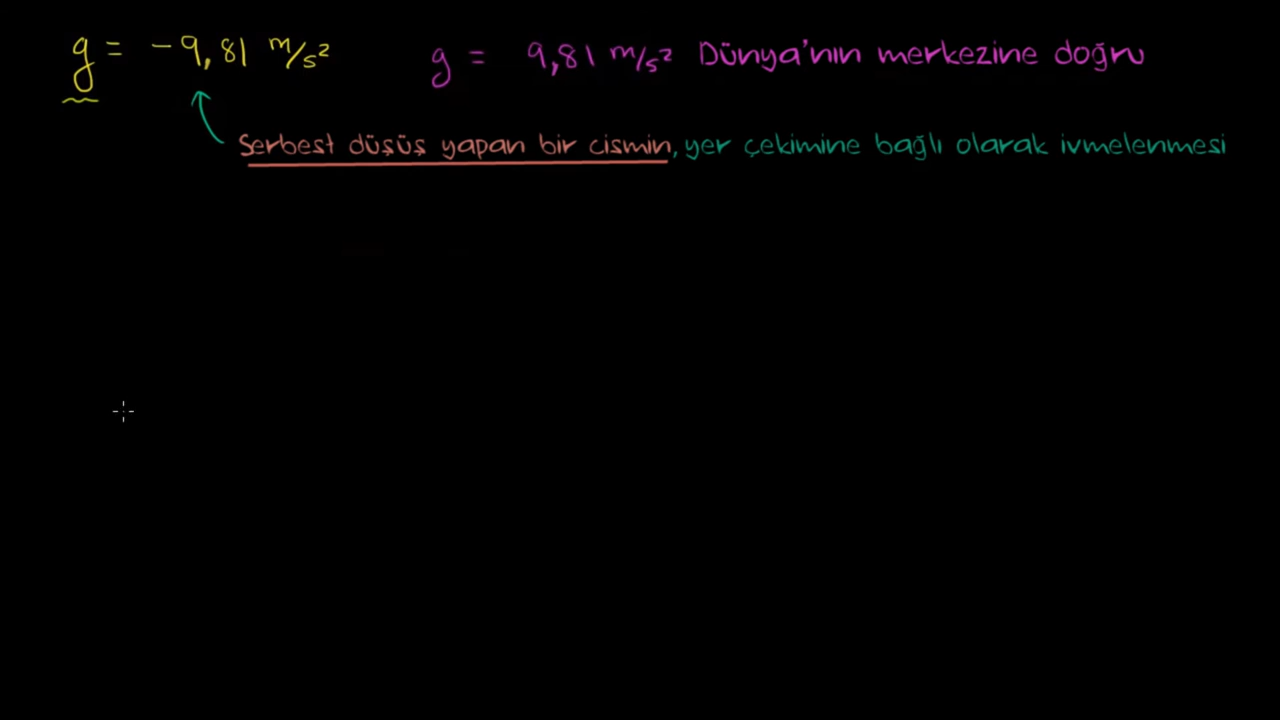 g = -9,81 m/s² g = 9,81 m/s² Dünya'nın merkezine doğru
Serbest düşüş yapan bir cismin, yer çekimine bağlı olarak ivmelenmesi